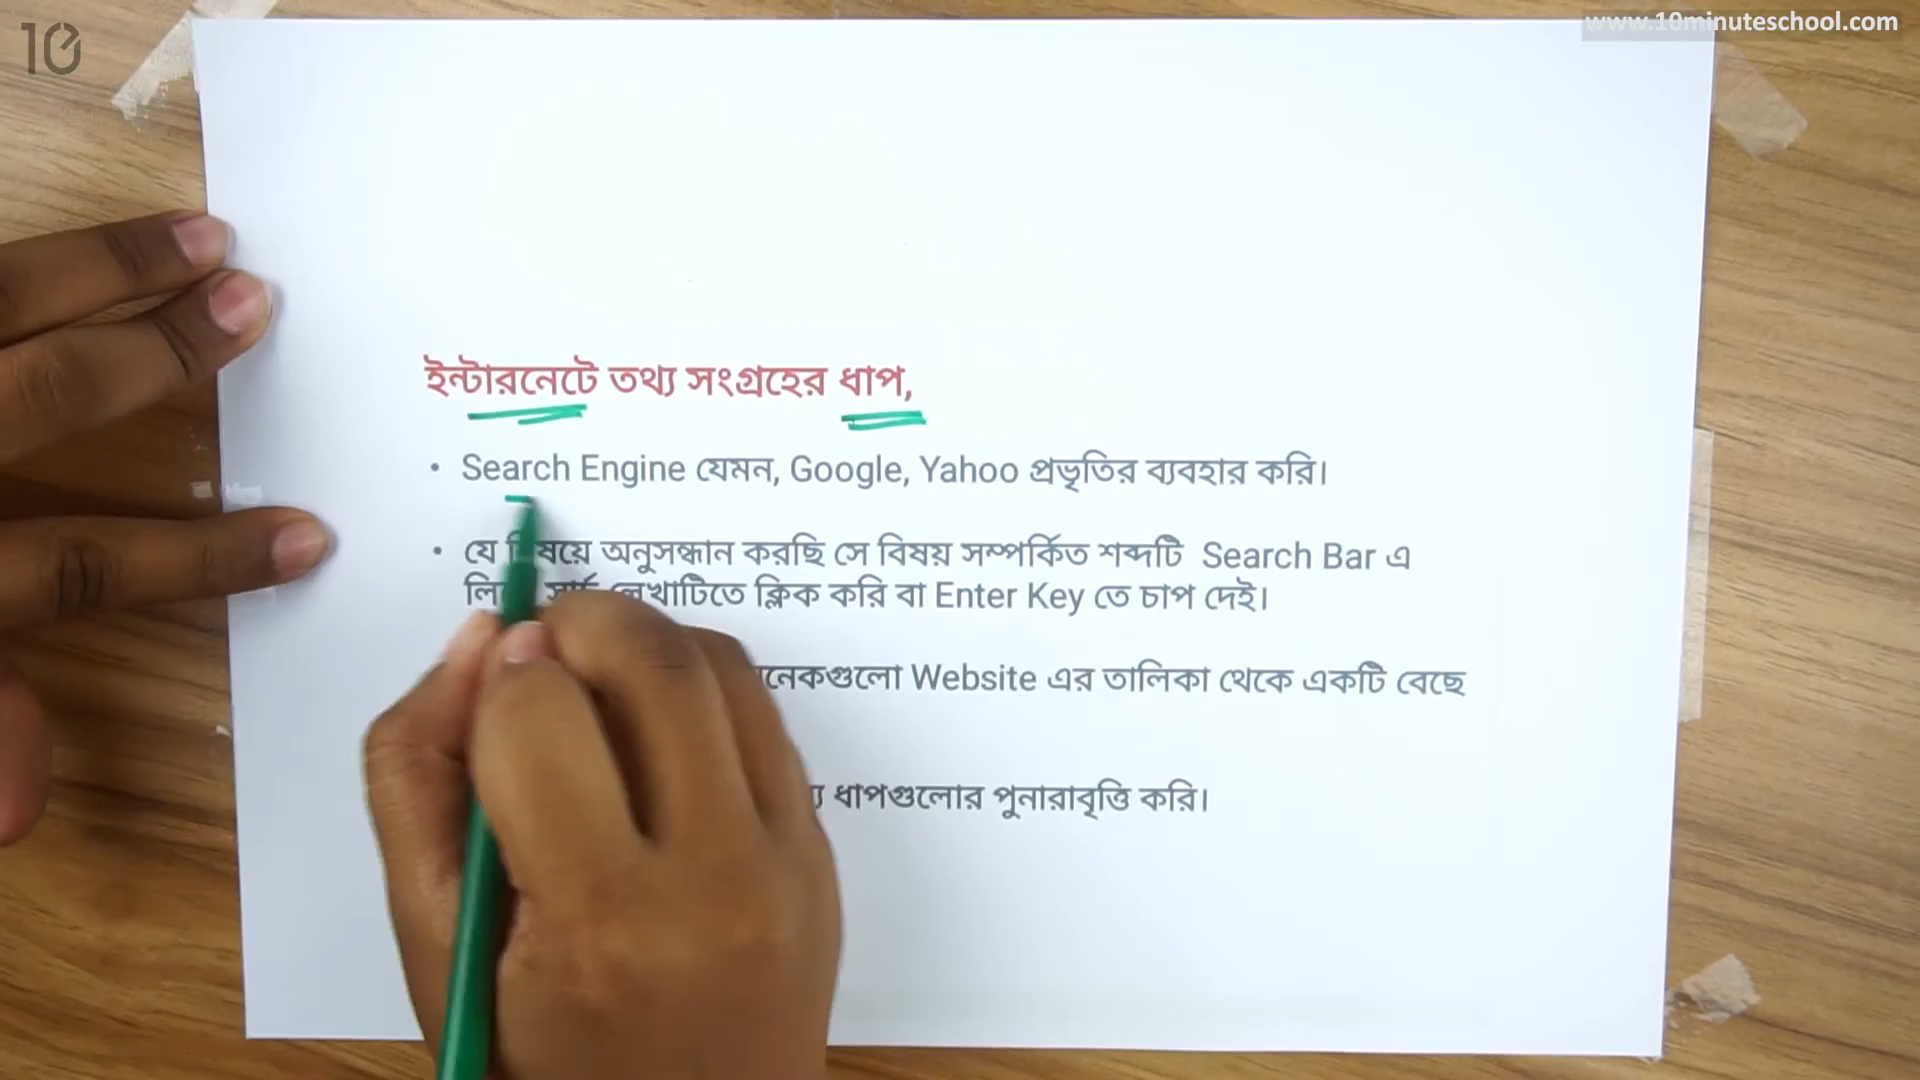 10
www.10minuteschool.com
ইন্টারনেটে তথ্য সংগ্রহের ধাপ,
• Search Engine যেমন, Google, Yahoo প্রভৃতির ব্যবহার করি।
• যে বিষয়ে অনুসন্ধান করছি সে বিষয় সম্পর্কিত শব্দটি Search Bar এ
লেখাটিতে ক্লিক করি বা Enter Key তে চাপ দেই।
Website এর তালিকা থেকে একটি বেছে
ধাপগুলোর পুনারাবৃত্তি করি।